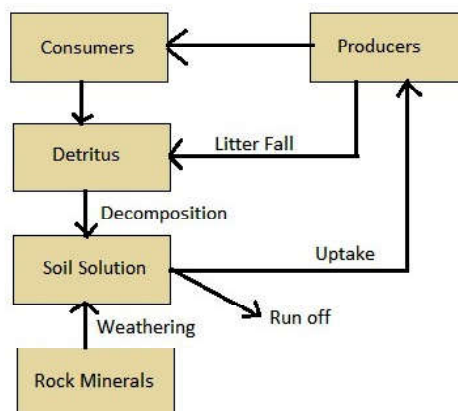 Consumers
Producers
Detritus
Litter Fall
Decomposition
Soil Solution
Uptake
Run off
Weathering
Rock Minerals